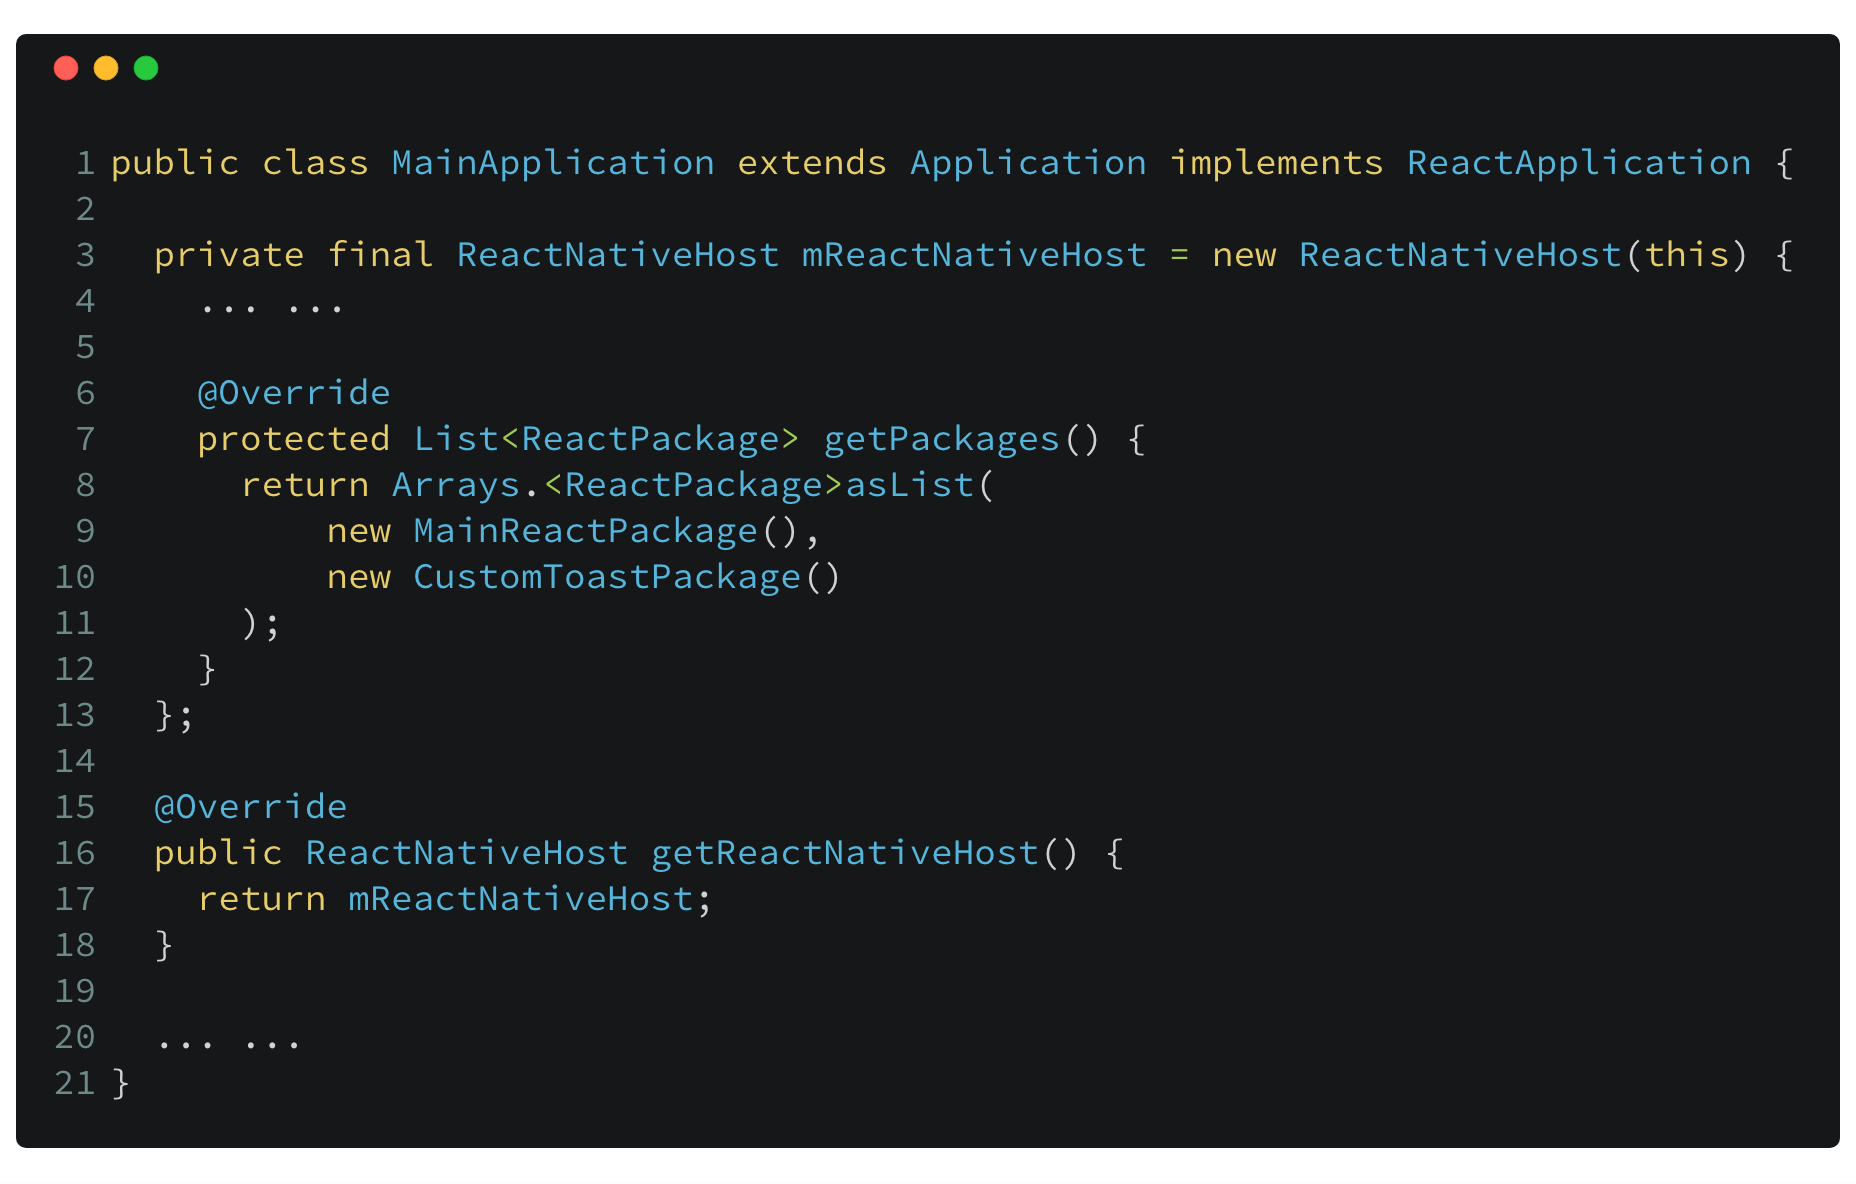 1 public class MainApplication extends Application implements ReactApplication {
2
3   private final ReactNativeHost mReactNativeHost = new ReactNativeHost(this) {
4     ... ...
5
6     @Override
7     protected List<ReactPackage> getPackages() {
8       return Arrays.<ReactPackage>asList(
9           new MainReactPackage(),
10           new CustomToastPackage()
11       );
12     }
13   };
14
15   @Override
16   public ReactNativeHost getReactNativeHost() {
17     return mReactNativeHost;
18   }
19
20   ... ...
21 }